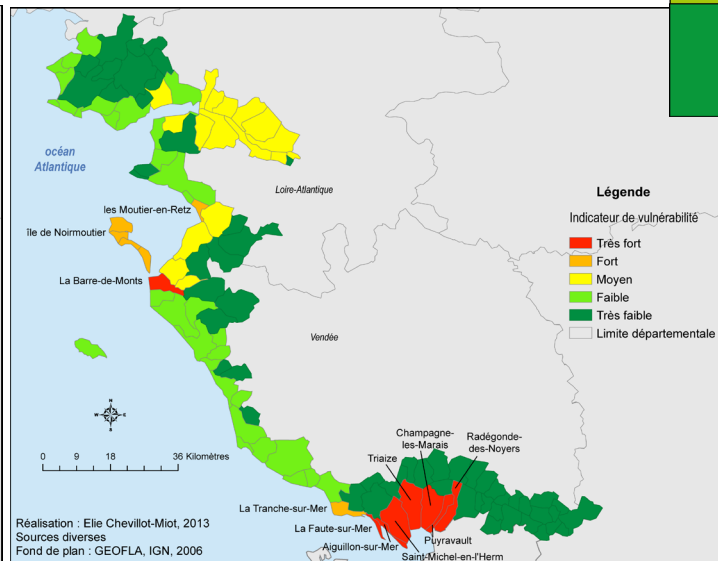 océan
Atlantique
Loire-Atlantique
les Moutier-en-Retz
île de Noirmoutier
La Barre-de-Monts
Vendée
Légende
Indicateur de vulnérabilité
Très fort
Fort
Moyen
Faible
Très faible
Limite départementale
N
W
E
S
0 9 18 36 Kilomètres
Champagne-
les-Marais
Radégonde-
des-Noyers
Triaize
La Tranche-sur-Mer
La Faute-sur-Mer
Aiguillon-sur-Mer
Puyravault
Saint-Michel-en-l'Herm
Réalisation : Elie Chevillot-Miot, 2013
Sources diverses
Fond de plan : GEOFLA, IGN, 2006